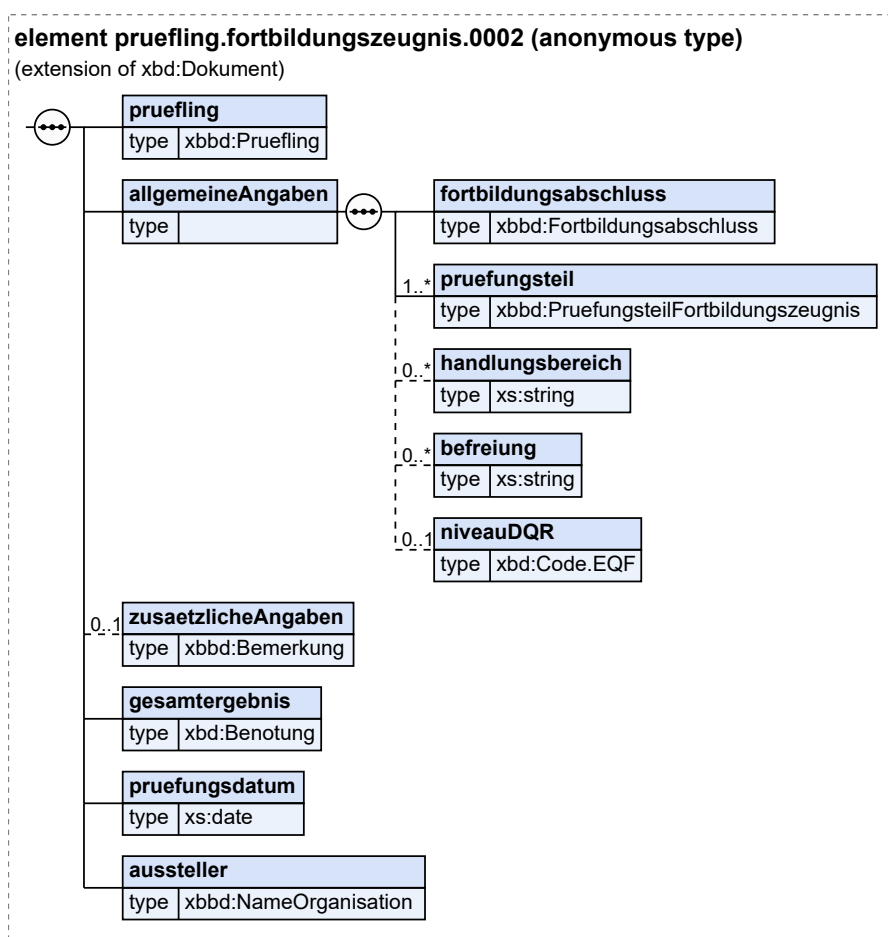 element pruefling.fortbildungszeugnis.0002 (anonymous type)
(extension of xbd:Dokument)
pruefling
type xbbd:Pruefling
allgemeineAngaben
type
fortbildungsabschluss
type xbbd:Fortbildungsabschluss
1..* pruefungsteil
type xbbd:PruefungsteilFortbildungszeugnis
0..* handlungsbereich
type xs:string
0..* befreiung
type xs:string
0..1 niveauDQR
type xbd:Code.EQF
0..1 zusaetzlicheAngaben
type xbbd:Bemerkung
gesamtergebnis
type xbd:Benotung
pruefungsdatum
type xs:date
aussteller
type xbbd:NameOrganisation